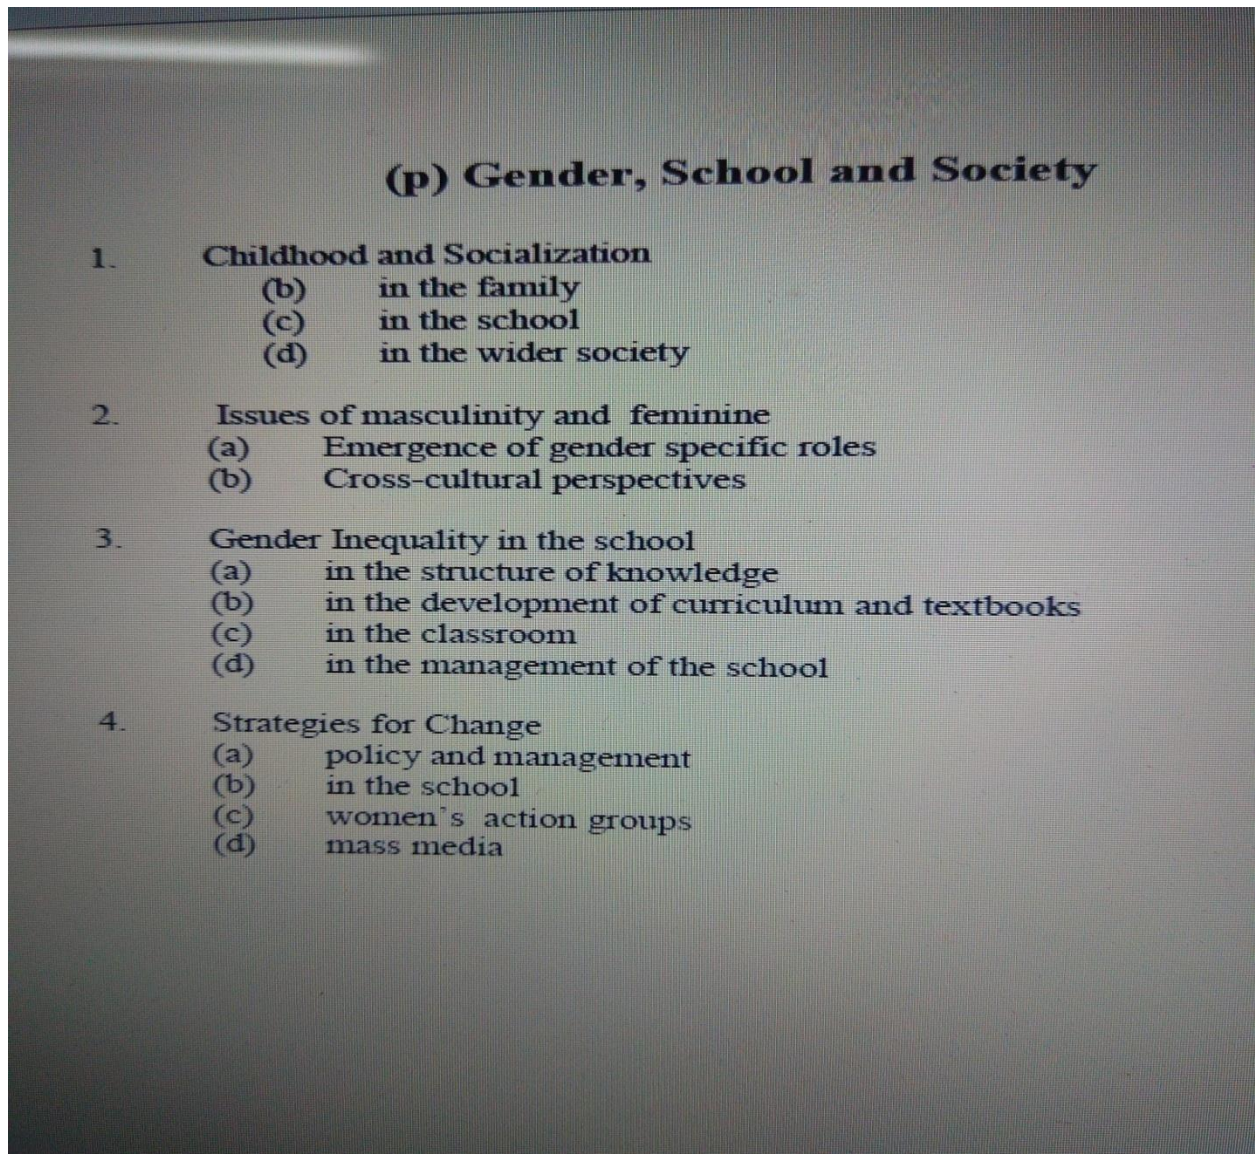 (p) Gender, School and Society
1. Childhood and Socialization
(b) in the family
(c) in the school
(d) in the wider society
2. Issues of masculinity and feminine
(a) Emergence of gender specific roles
(b) Cross-cultural perspectives
3. Gender Inequality in the school
(a) in the structure of knowledge
(b) in the development of curriculum and textbooks
(c) in the classroom
(d) in the management of the school
4. Strategies for Change
(a) policy and management
(b) in the school
(c) women's action groups
(d) mass media